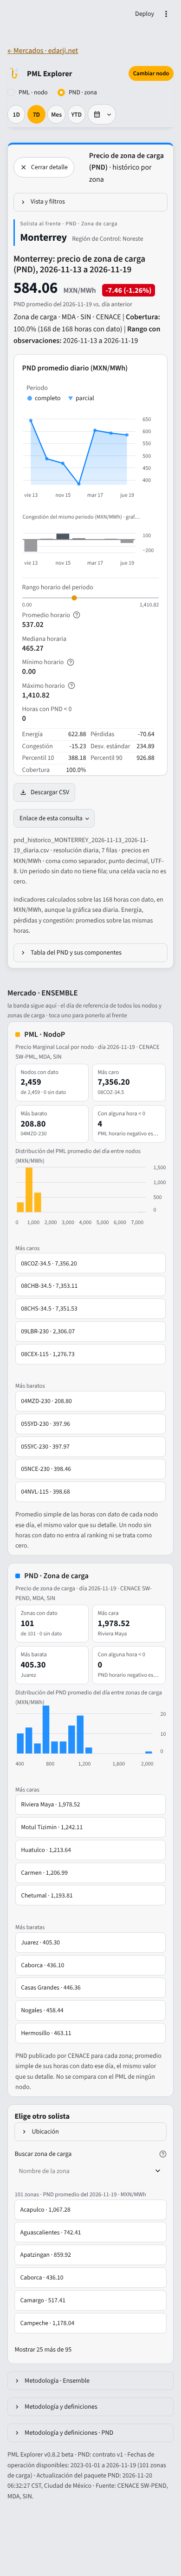 Deploy
← Mercados · edarji.net
PML Explorer
Cambiar nodo
PML · nodo
PND · zona
1D
7D
Mes
YTD
Cerrar detalle
Precio de zona de carga
(PND) · histórico por
zona
Vista y filtros
Solista al frente · PND · Zona de carga
Monterrey Región de Control: Noreste
Monterrey: precio de zona de carga
(PND), 2026-11-13 a 2026-11-19
584.06 MXN/MWh -7.46 (-1.26%)
PND promedio del 2026-11-19 vs. día anterior
Zona de carga · MDA · SIN · CENACE | Cobertura:
100.0% (168 de 168 horas con dato) | Rango con
observaciones: 2026-11-13 a 2026-11-19
PND promedio diario (MXN/MWh)
Periodo
completo
parcial
650
600
550
500
450
400
vie 13
nov 15
mar 17
jue 19
Congestión del mismo periodo (MXN/MWh) · graf…
100
−200
vie 13
nov 15
mar 17
jue 19
Rango horario del periodo
0.00
1,410.82
Promedio horario
537.02
Mediana horaria
465.27
Mínimo horario
0.00
Máximo horario
1,410.82
Horas con PND < 0
0
Energía 622.88 Pérdidas -70.64
Congestión -15.23 Desv. estándar 234.89
Percentil 10 388.18 Percentil 90 926.88
Cobertura 100.0%
Descargar CSV
Enlace de esta consulta
pnd_historico_MONTERREY_2026-11-13_2026-11-
19_diaria.csv · resolución diaria, 7 filas · precios en
MXN/MWh · coma como separador, punto decimal, UTF-
8. Un periodo sin dato no tiene fila; una celda vacía no es
cero.
Indicadores calculados sobre las 168 horas con dato, en
MXN/MWh, aunque la gráfica sea diaria. Energía,
pérdidas y congestión: promedios sobre las mismas
horas.
Tabla del PND y sus componentes
Mercado · ENSEMBLE
la banda sigue aquí · el día de referencia de todos los nodos y
zonas de carga · toca uno para ponerlo al frente
PML · NodoP
Precio Marginal Local por nodo · día 2026-11-19 · CENACE
SW-PML, MDA, SIN
Nodos con dato
2,459
de 2,459 · 0 sin dato
Más caro
7,356.20
08COZ-34.5
Más barato
208.80
04MZD-230
Con alguna hora < 0
4
PML horario negativo es…
Distribución del PML promedio del día entre nodos
(MXN/MWh)
1,500
1,000
500
0
0
1,000
2,000
3,000
4,000
5,000
6,000
7,000
Más caros
08COZ-34.5 · 7,356.20
08CHB-34.5 · 7,353.11
08CHS-34.5 · 7,351.53
09LBR-230 · 2,306.07
08CEX-115 · 1,276.73
Más baratos
04MZD-230 · 208.80
05SYD-230 · 397.96
05SYC-230 · 397.97
05NCE-230 · 398.46
04NVL-115 · 398.68
Promedio simple de las horas con dato de cada nodo
ese día, el mismo valor que su detalle. Un nodo sin
horas con dato no entra al ranking ni se trata como
cero.
PND · Zona de carga
Precio de zona de carga · día 2026-11-19 · CENACE SW-
PEND, MDA, SIN
Zonas con dato
101
de 101 · 0 sin dato
Más cara
1,978.52
Riviera Maya
Más barata
405.30
Juarez
Con alguna hora < 0
0
PND horario negativo es…
Distribución del PND promedio del día entre zonas de carga
(MXN/MWh)
20
10
0
400
800
1,200
1,600
2,000
Más caras
Riviera Maya · 1,978.52
Motul Tizimin · 1,242.11
Huatulco · 1,213.64
Carmen · 1,206.99
Chetumal · 1,193.81
Más baratas
Juarez · 405.30
Caborca · 436.10
Casas Grandes · 446.36
Nogales · 458.44
Hermosillo · 463.11
PND publicado por CENACE para cada zona; promedio
simple de sus horas con dato ese día, el mismo valor
que su detalle. No se compara con el PML de ningún
nodo.
Elige otro solista
Ubicación
Buscar zona de carga
Nombre de la zona
101 zonas · PND promedio del 2026-11-19 · MXN/MWh
Acapulco · 1,067.28
Aguascalientes · 742.41
Apatzingan · 859.92
Caborca · 436.10
Camargo · 517.41
Campeche · 1,178.04
Mostrar 25 más de 95
Metodología · Ensemble
Metodología y definiciones
Metodología y definiciones · PND
PML Explorer v0.8.2 beta · PND: contrato v1 · Fechas de
operación disponibles: 2023-01-01 a 2026-11-19 (101 zonas
de carga) · Actualización del paquete PND: 2026-11-20
06:32:27 CST, Ciudad de México · Fuente: CENACE SW-PEND,
MDA, SIN.